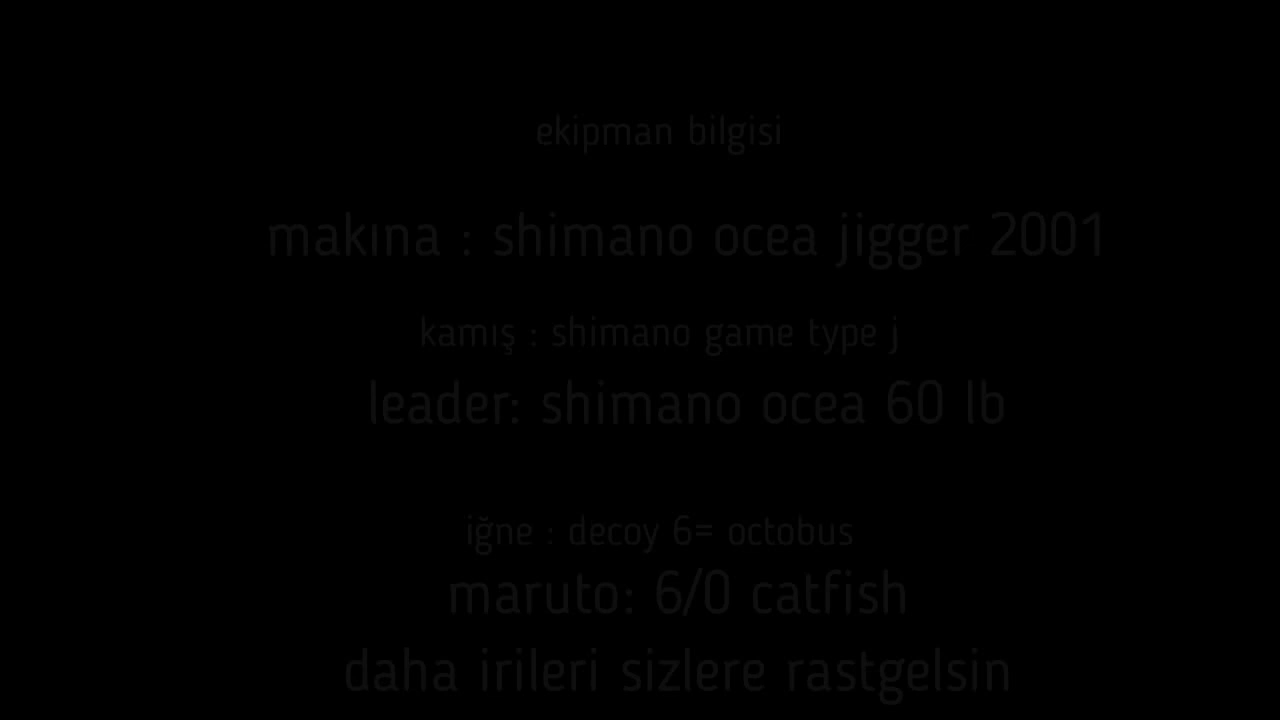 ekipman bilgisi
makına : shimano ocea jigger 2001
kamış : shimano game type j
leader: shimano ocea 60 lb
iğne : decoy 6= octobus
maruto: 6/0 catfish
daha irileri sizlere rastgelsin